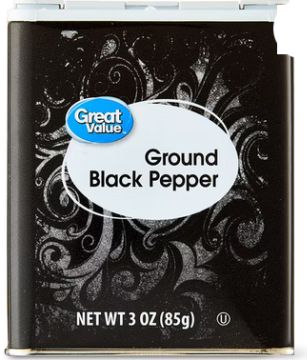 Great
Value
Ground
Black Pepper
NET WT 3 OZ (85g)
U